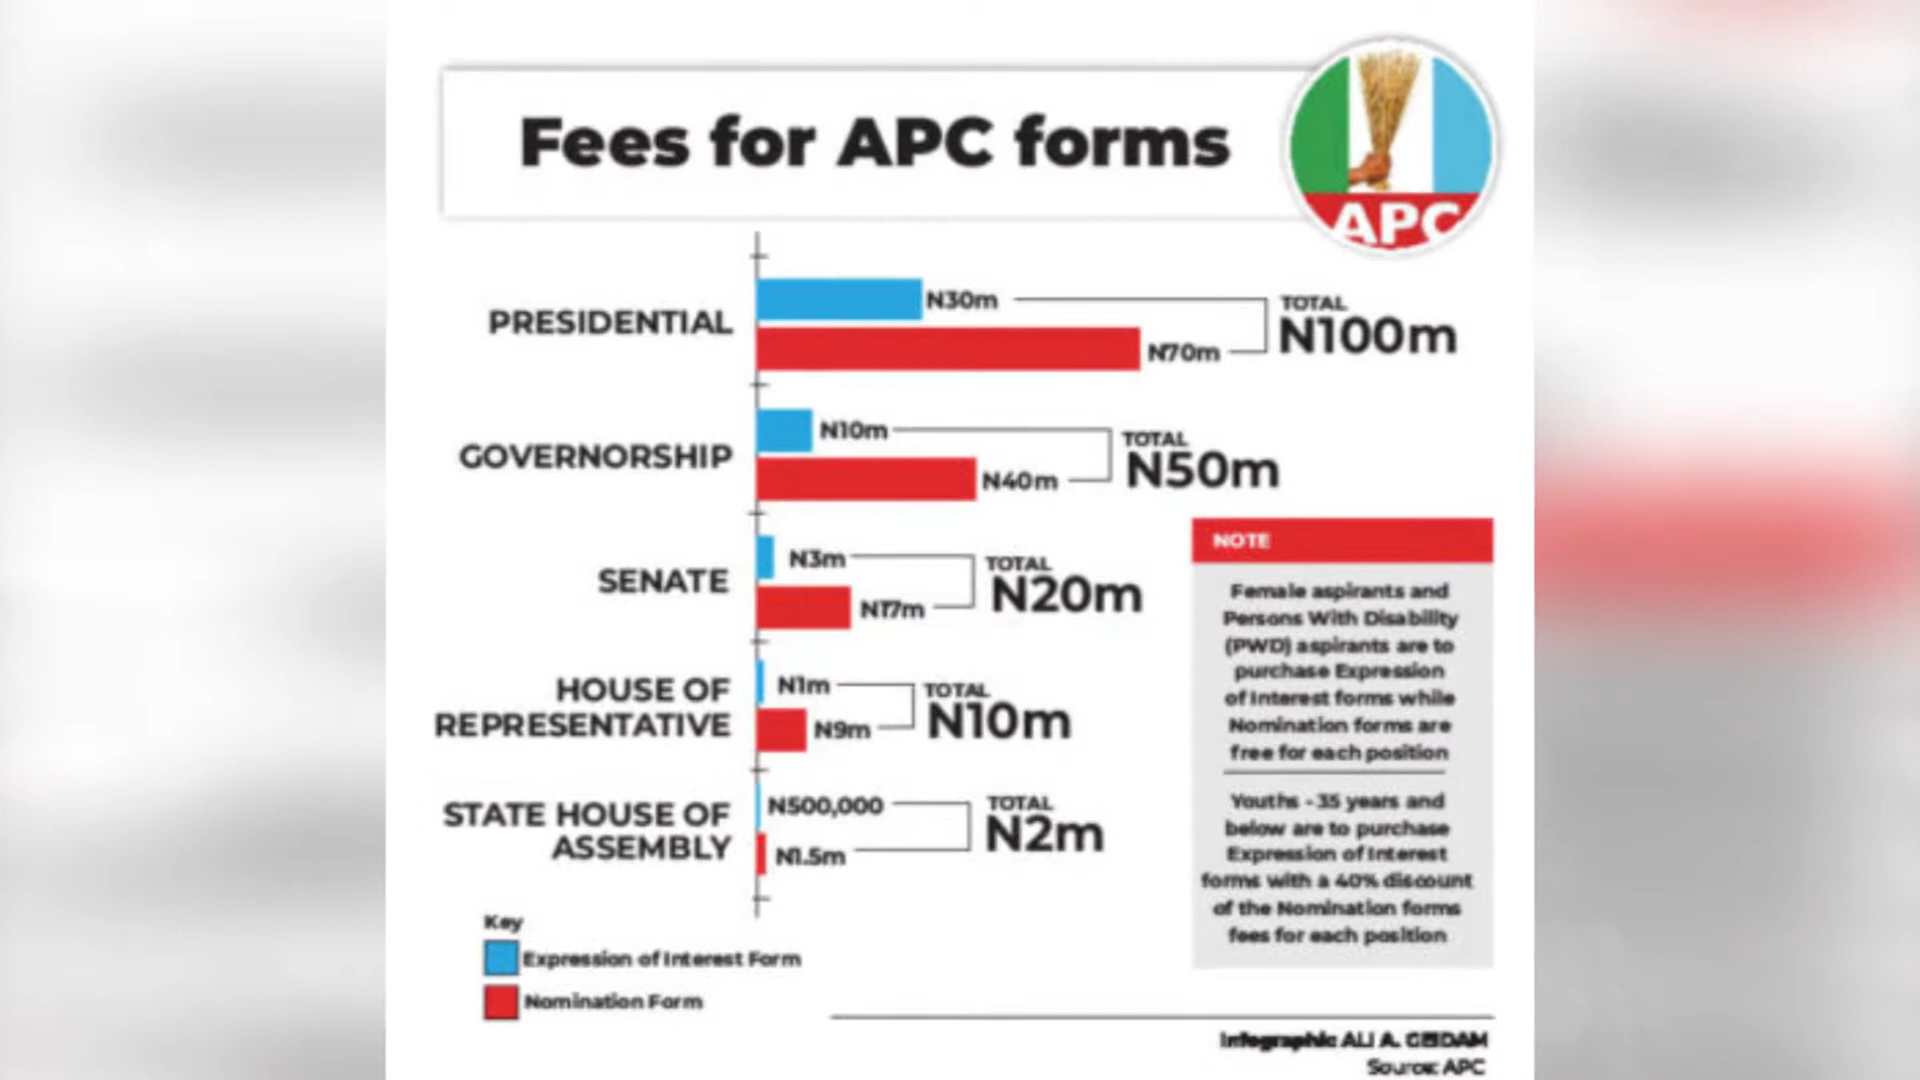 Fees for APC forms
APC
PRESIDENTIAL
N30m
N70m
TOTAL
N100m
GOVERNORSHIP
N10m
N40m
TOTAL
N50m
SENATE
N3m
N17m
TOTAL
N20m
HOUSE OF
REPRESENTATIVE
N1m
N9m
TOTAL
N10m
STATE HOUSE OF
ASSEMBLY
N500,000
N1.5m
TOTAL
N2m
NOTE
Female aspirants and
Persons With Disability
(PWD) aspirants are to
purchase Expression
of Interest forms while
Nomination forms are
free for each position
Youths - 35 years and
below are to purchase
Expression of Interest
forms with a 40% discount
of the Nomination forms
fees for each position
Key
Expression of Interest Form
Nomination Form
Infographic: ALI A. GEIDAM
Source: APC